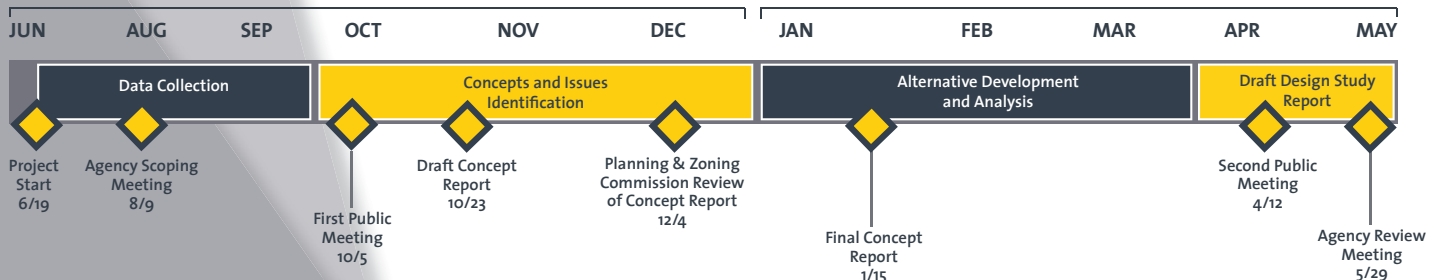 JUN AUG SEP OCT NOV DEC JAN FEB MAR APR MAY
Data Collection
Concepts and Issues
Identification
Alternative Development
and Analysis
Draft Design Study
Report
Project
Start
6/19
Agency Scoping
Meeting
8/9
First Public
Meeting
10/5
Draft Concept
Report
10/23
Planning & Zoning
Commission Review
of Concept Report
12/4
Final Concept
Report
1/15
Second Public
Meeting
4/12
Agency Review
Meeting
5/29